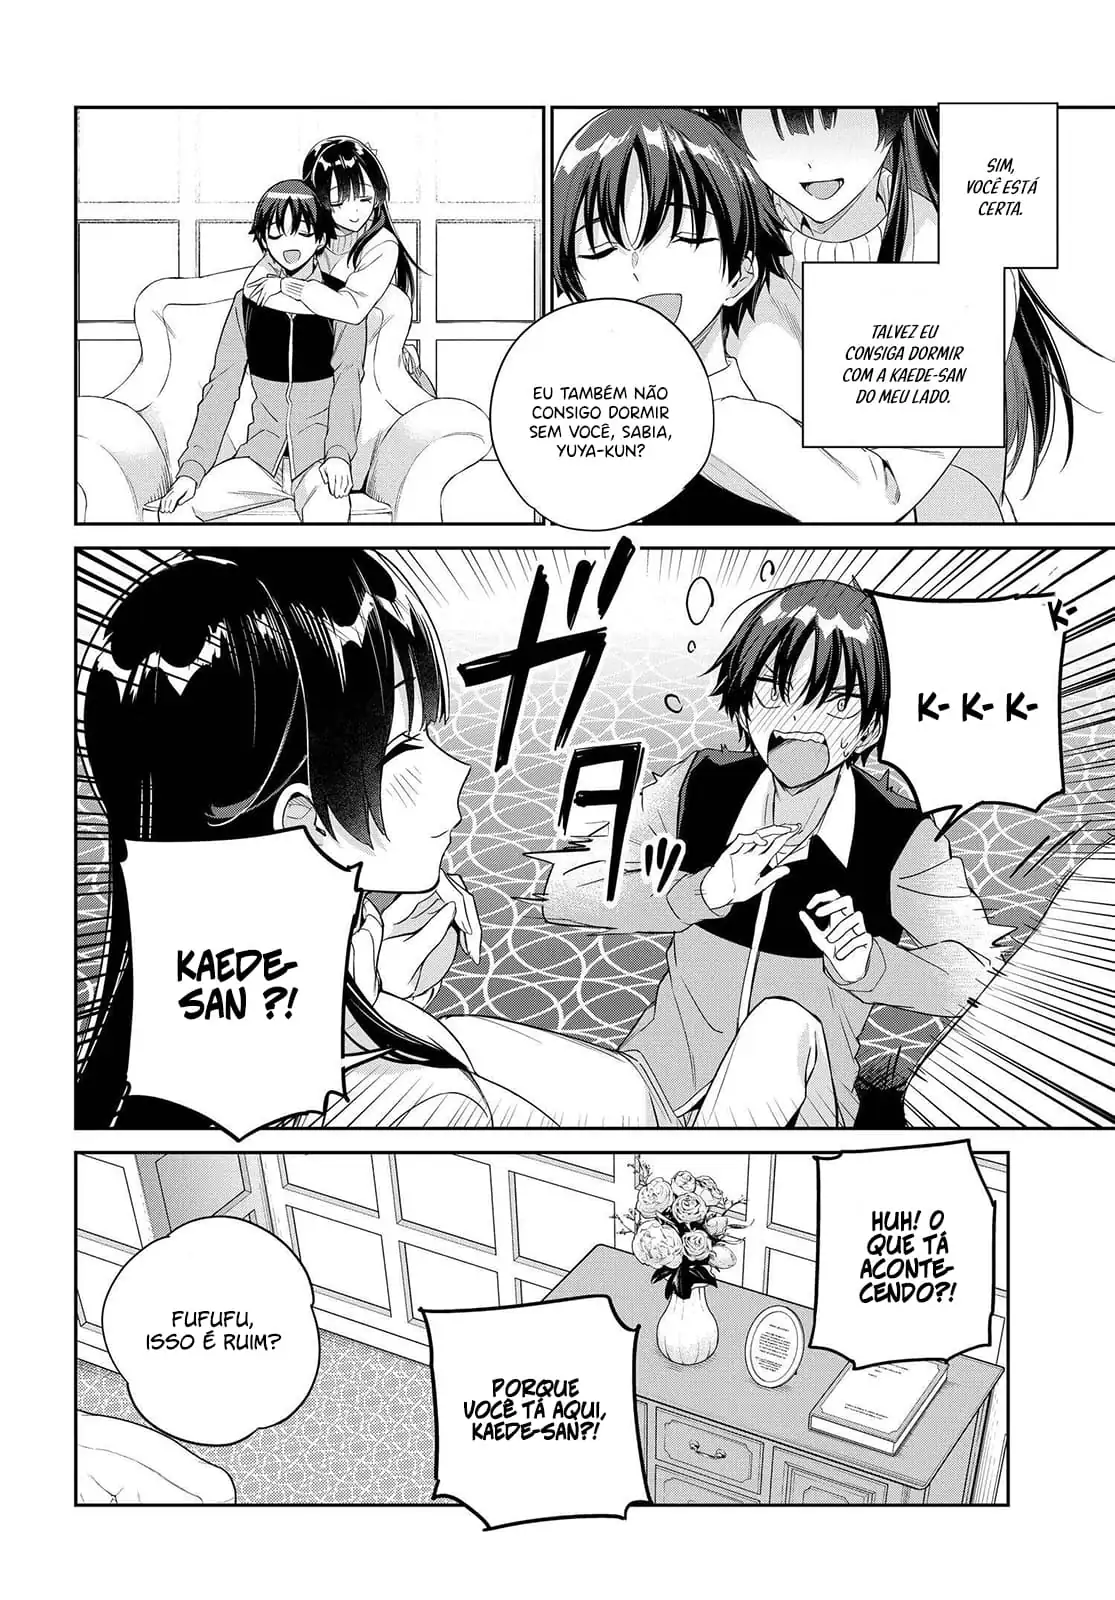 SIM,
VOCÊ ESTÁ
CERTA.
TALVEZ EU
CONSIGA DORMIR
COM A KAEDE-SAN
DO MEU LADO.
EU TAMBÉM NÃO
CONSIGO DORMIR
SEM VOCÊ, SABIA,
YUYA-KUN?
K-
K- K- K-
ガタッ
KAEDE-
SAN ?!
HUH! O
QUE TÁ
ACONTE-
CENDO?!
PORQUE
VOCÊ TÁ AQUI,
KAEDE-SAN?!
FUFUFU,
ISSO É RUIM?